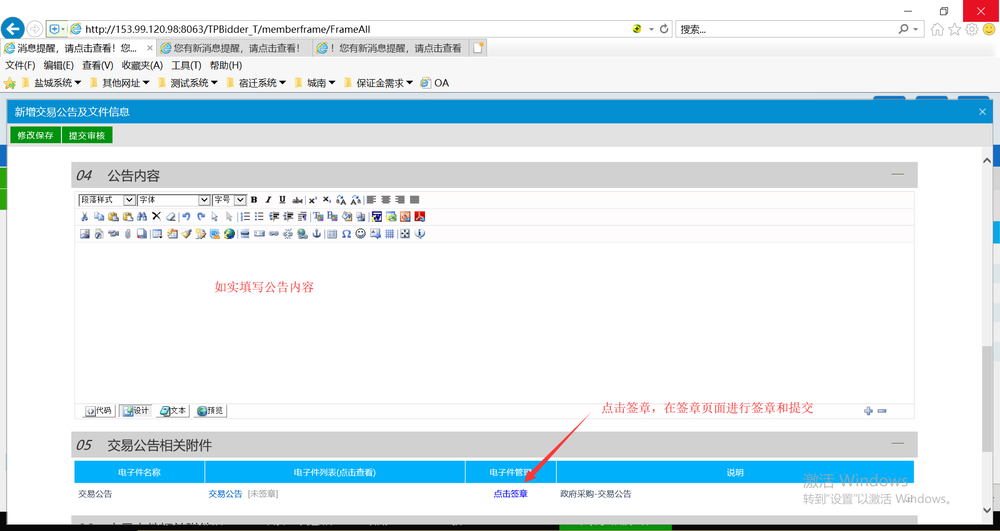 http://153.99.120.98:8063/TPBidder_T/memberframe/FrameAll
搜索...
消息提醒，请点击查看！您...
您有新消息提醒，请点击查看！
！您有新消息提醒，请点击查看
文件(F) 编辑(E) 查看(V) 收藏夹(A) 工具(T) 帮助(H)
盐城系统 其他网址 测试系统 宿迁系统 城南 保证金需求 OA
新增交易公告及文件信息
修改保存 提交审核
04 公告内容
段落样式 字体 字号
如实填写公告内容
代码 设计 文本 预览
点击签章，在签章页面进行签章和提交
05 交易公告相关附件
电子件名称 电子件列表(点击查看) 电子件管理 说明
交易公告 交易公告 [未签章] 点击签章 政府采购-交易公告
激活 Windows
转到"设置"以激活 Windows。